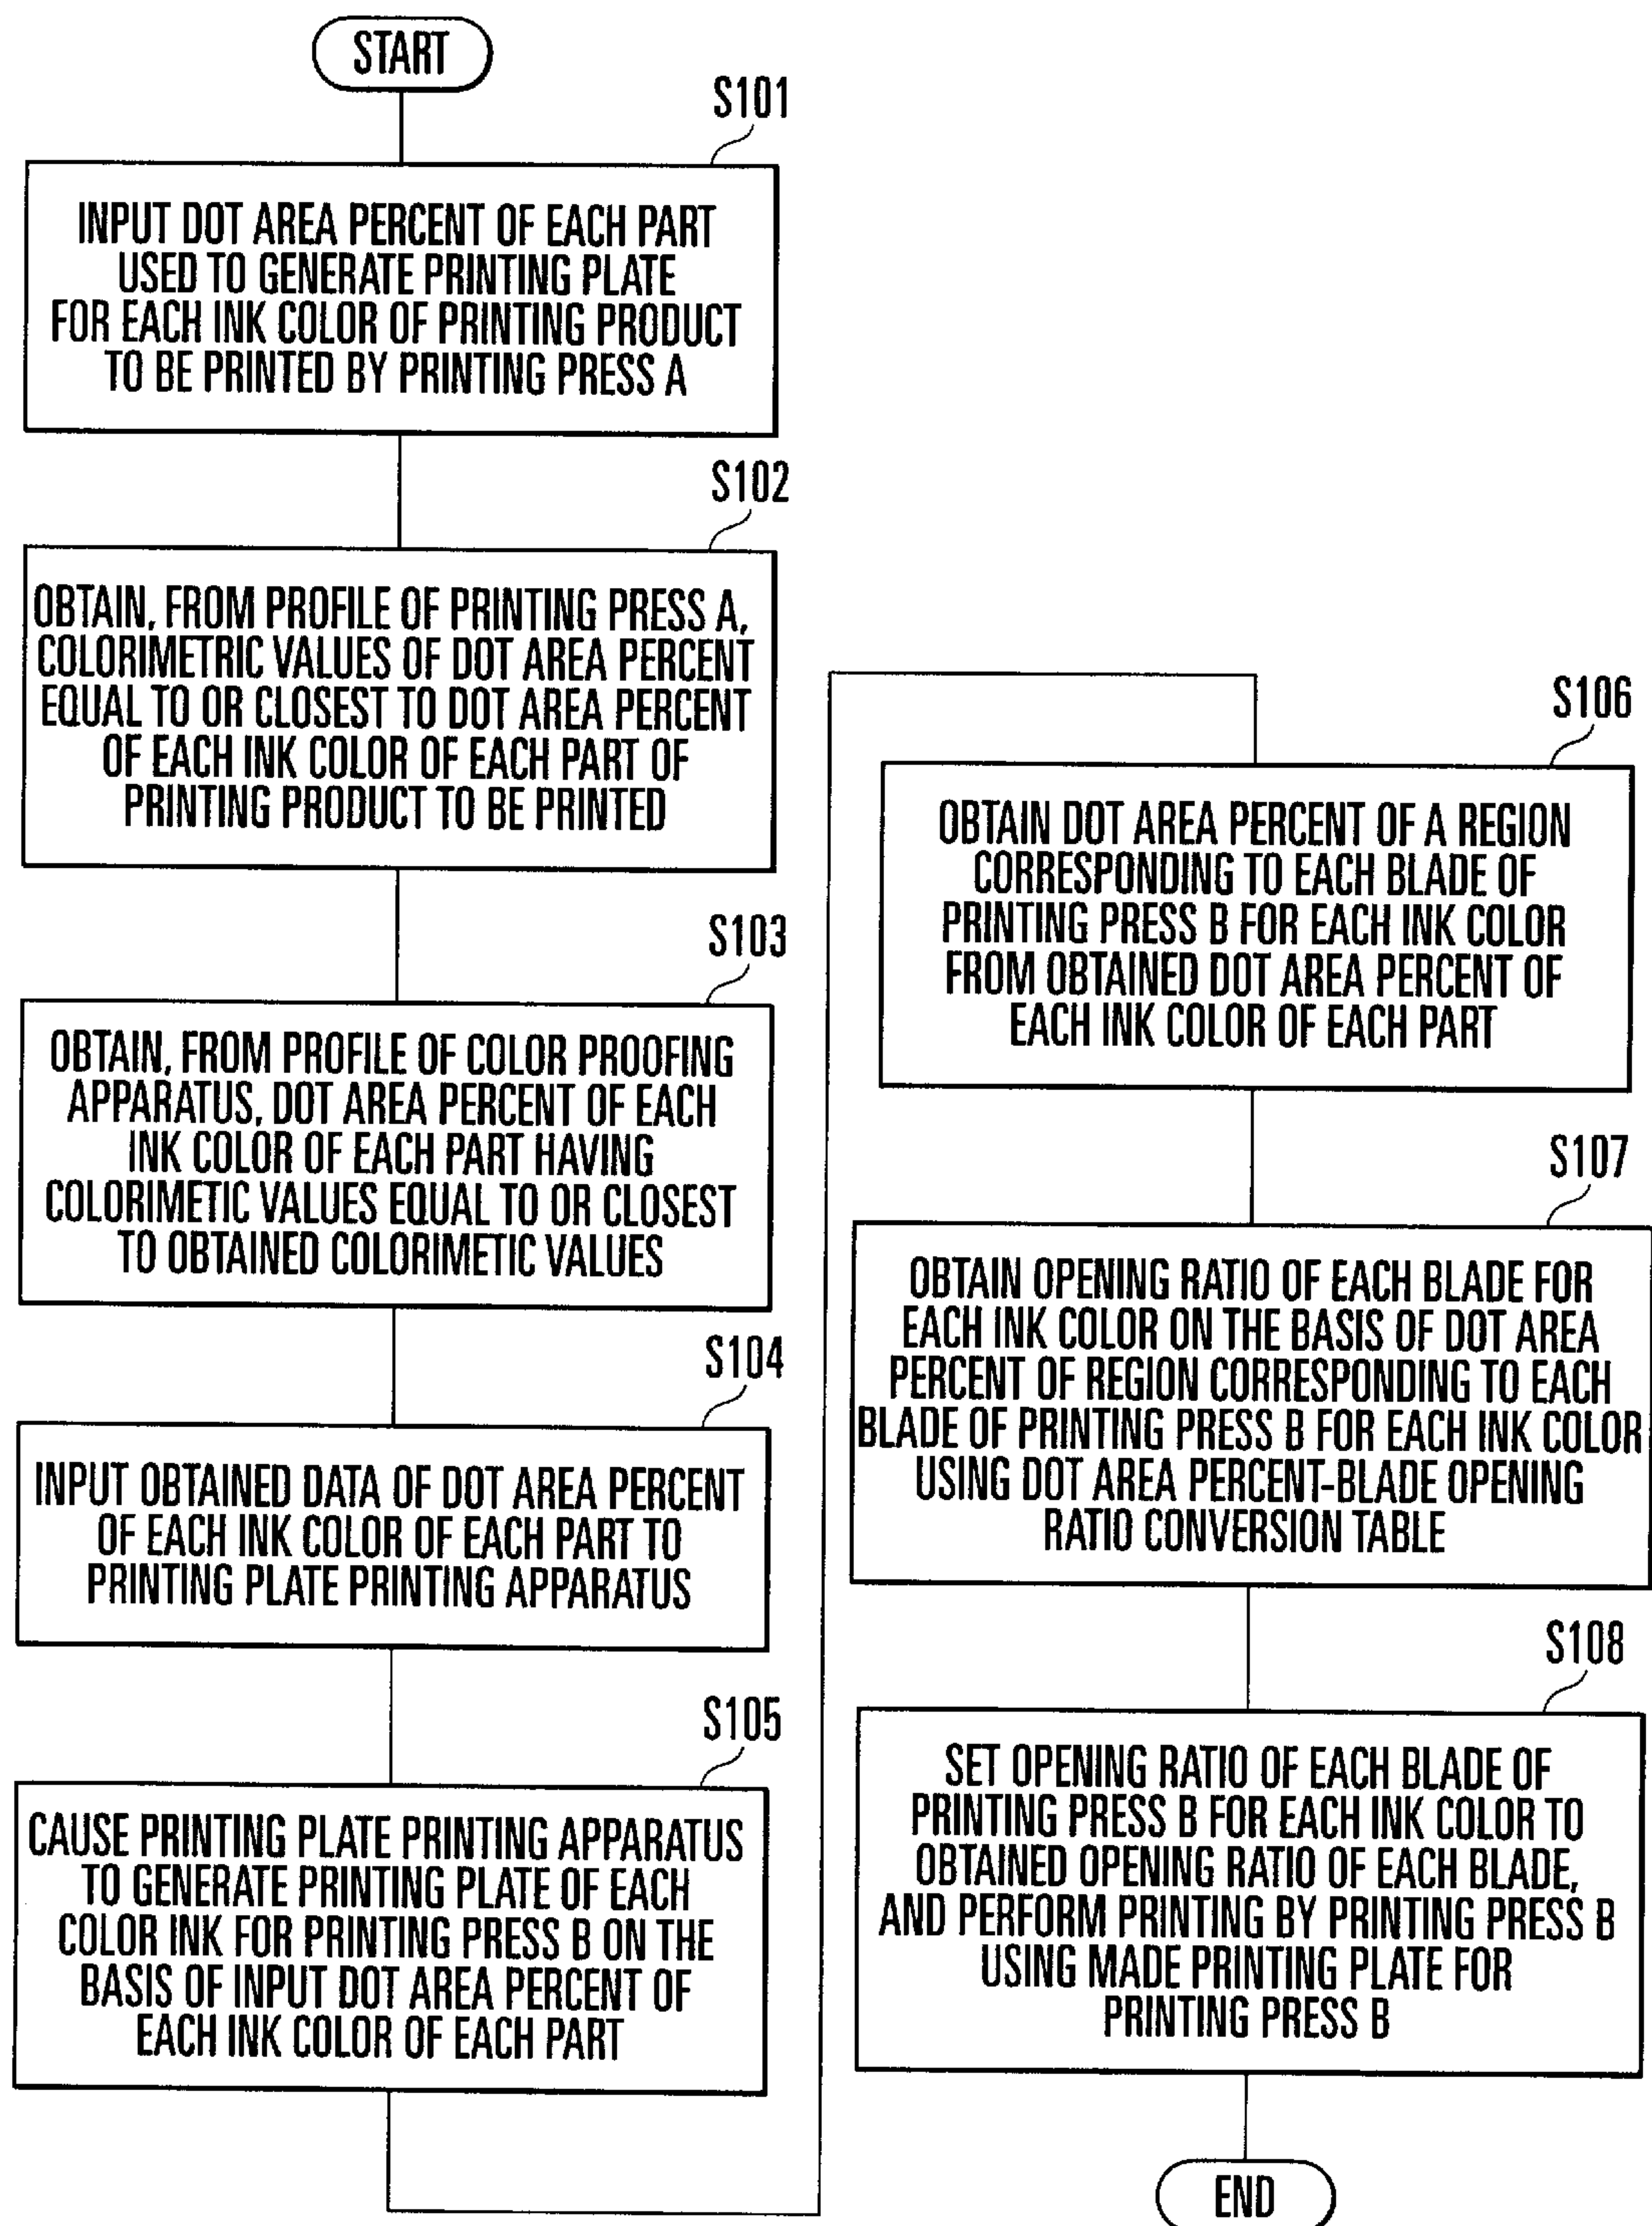 START
S101
INPUT DOT AREA PERCENT OF EACH PART
USED TO GENERATE PRINTING PLATE
FOR EACH INK COLOR OF PRINTING PRODUCT
TO BE PRINTED BY PRINTING PRESS A
S102
OBTAIN, FROM PROFILE OF PRINTING PRESS A,
COLORIMETRIC VALUES OF DOT AREA PERCENT
EQUAL TO OR CLOSEST TO DOT AREA PERCENT
OF EACH INK COLOR OF EACH PART OF
PRINTING PRODUCT TO BE PRINTED
S103
OBTAIN, FROM PROFILE OF COLOR PROOFING
APPARATUS, DOT AREA PERCENT OF EACH
INK COLOR OF EACH PART HAVING
COLORIMETIC VALUES EQUAL TO OR CLOSEST
TO OBTAINED COLORIMETIC VALUES
S104
INPUT OBTAINED DATA OF DOT AREA PERCENT
OF EACH INK COLOR OF EACH PART TO
PRINTING PLATE PRINTING APPARATUS
S105
CAUSE PRINTING PLATE PRINTING APPARATUS
TO GENERATE PRINTING PLATE OF EACH
COLOR INK FOR PRINTING PRESS B ON THE
BASIS OF INPUT DOT AREA PERCENT OF
EACH INK COLOR OF EACH PART
S106
OBTAIN DOT AREA PERCENT OF A REGION
CORRESPONDING TO EACH BLADE OF
PRINTING PRESS B FOR EACH INK COLOR
FROM OBTAINED DOT AREA PERCENT OF
EACH INK COLOR OF EACH PART
S107
OBTAIN OPENING RATIO OF EACH BLADE FOR
EACH INK COLOR ON THE BASIS OF DOT AREA
PERCENT OF REGION CORRESPONDING TO EACH
BLADE OF PRINTING PRESS B FOR EACH INK COLOR
USING DOT AREA PERCENT-BLADE OPENING
RATIO CONVERSION TABLE
S108
SET OPENING RATIO OF EACH BLADE OF
PRINTING PRESS B FOR EACH INK COLOR TO
OBTAINED OPENING RATIO OF EACH BLADE,
AND PERFORM PRINTING BY PRINTING PRESS B
USING MADE PRINTING PLATE FOR
PRINTING PRESS B
END